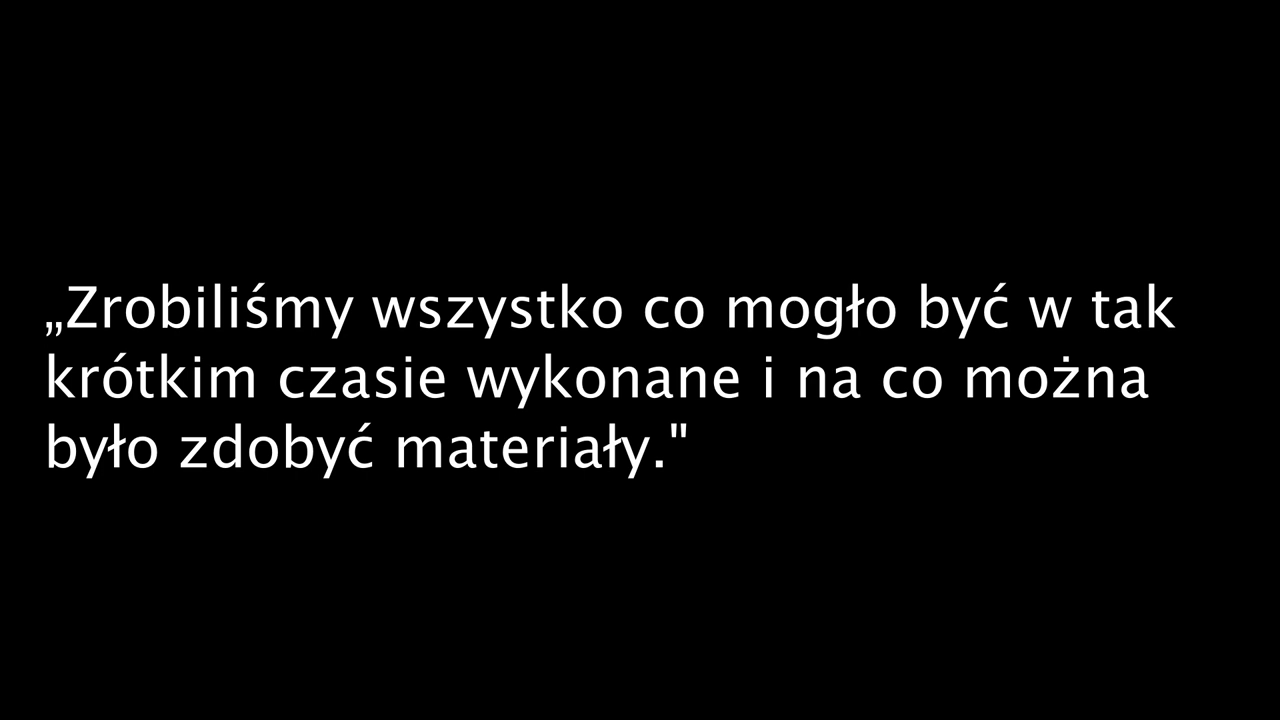 „Zrobiliśmy wszystko co mogło być w tak
krótkim czasie wykonane i na co można
było zdobyć materiały."